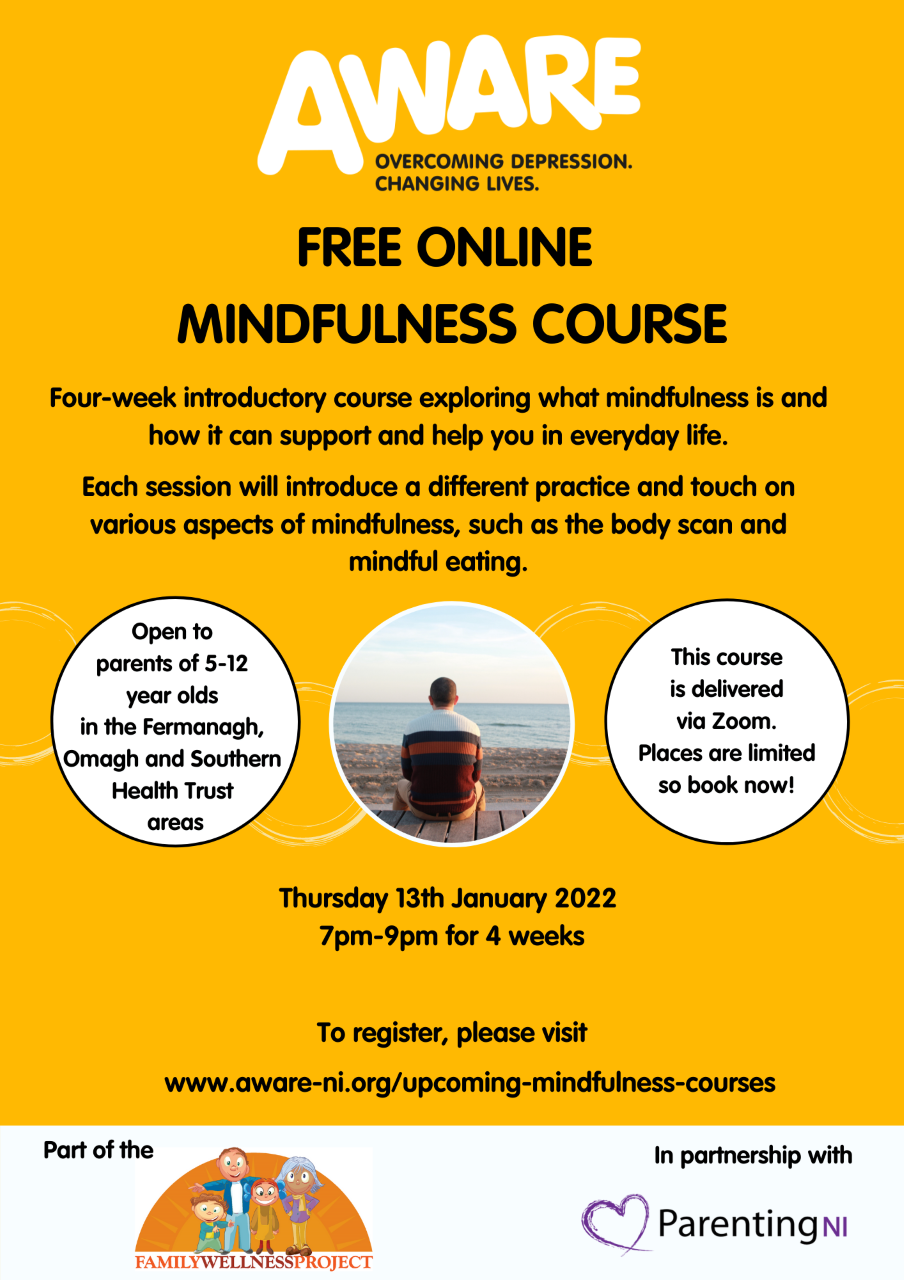 AWARE
OVERCOMING DEPRESSION.
CHANGING LIVES.
FREE ONLINE
MINDFULNESS COURSE
Four-week introductory course exploring what mindfulness is and
how it can support and help you in everyday life.
Each session will introduce a different practice and touch on
various aspects of mindfulness, such as the body scan and
mindful eating.
Open to
parents of 5-12
year olds
in the Fermanagh,
Omagh and Southern
Health Trust
areas
This course
is delivered
via Zoom.
Places are limited
so book now!
Thursday 13th January 2022
7pm-9pm for 4 weeks
To register, please visit
www.aware-ni.org/upcoming-mindfulness-courses
Part of the
FAMILYWELLNESSPROJECT
In partnership with
Parenting NI